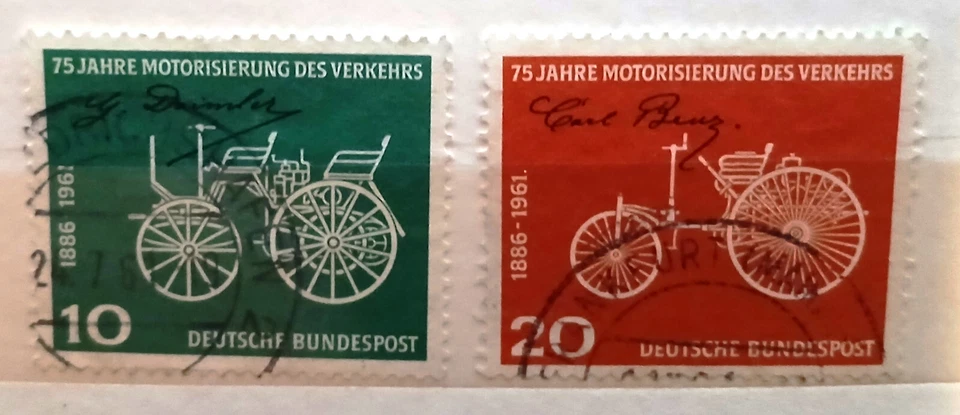 75 JAHRE MOTORISIERUNG DES VERKEHRS
G. Daimler
1886 - 1961.
10
DEUTSCHE BUNDESPOST
75 JAHRE MOTORISIERUNG DES VERKEHRS
Carl Benz.
1886 - 1961.
20
DEUTSCHE BUNDESPOST